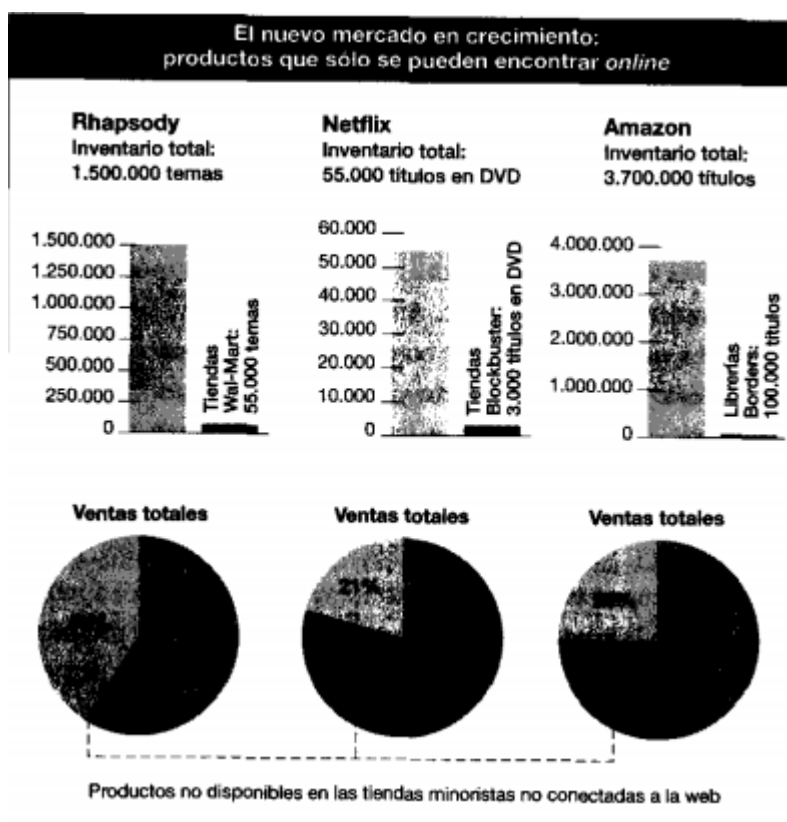 El nuevo mercado en crecimiento:
productos que sólo se pueden encontrar online
Rhapsody
Inventario total:
1.500.000 temas
1.500.000
1.250.000
1.000.000
750.000
500.000
250.000
0
Tiendas
Wal-Mart:
55.000 temas
Netflix
Inventario total:
55.000 títulos en DVD
60.000
50.000
40.000
30.000
20.000
10.000
0
Tiendas
Blockbuster:
3.000 títulos en DVD
Amazon
Inventario total:
3.700.000 títulos
4.000.000
3.000.000
2.000.000
1.000.000
0
Librerías
Borders:
100.000 títulos
Ventas totales
Ventas totales
21%
Ventas totales
Productos no disponibles en las tiendas minoristas no conectadas a la web